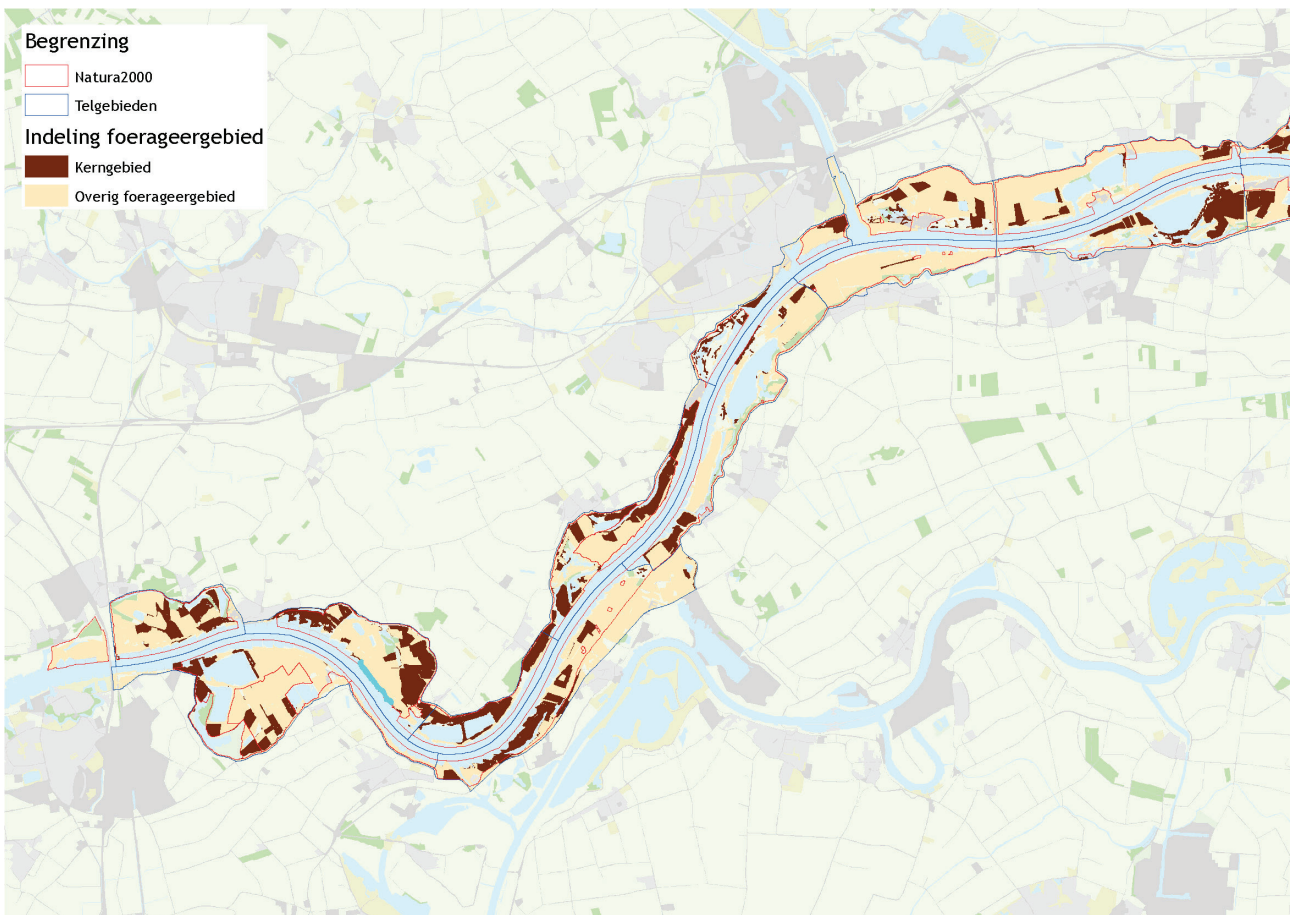 Begrenzing
Natura2000
Telgebieden
Indeling foerageergebied
Kerngebied
Overig foerageergebied